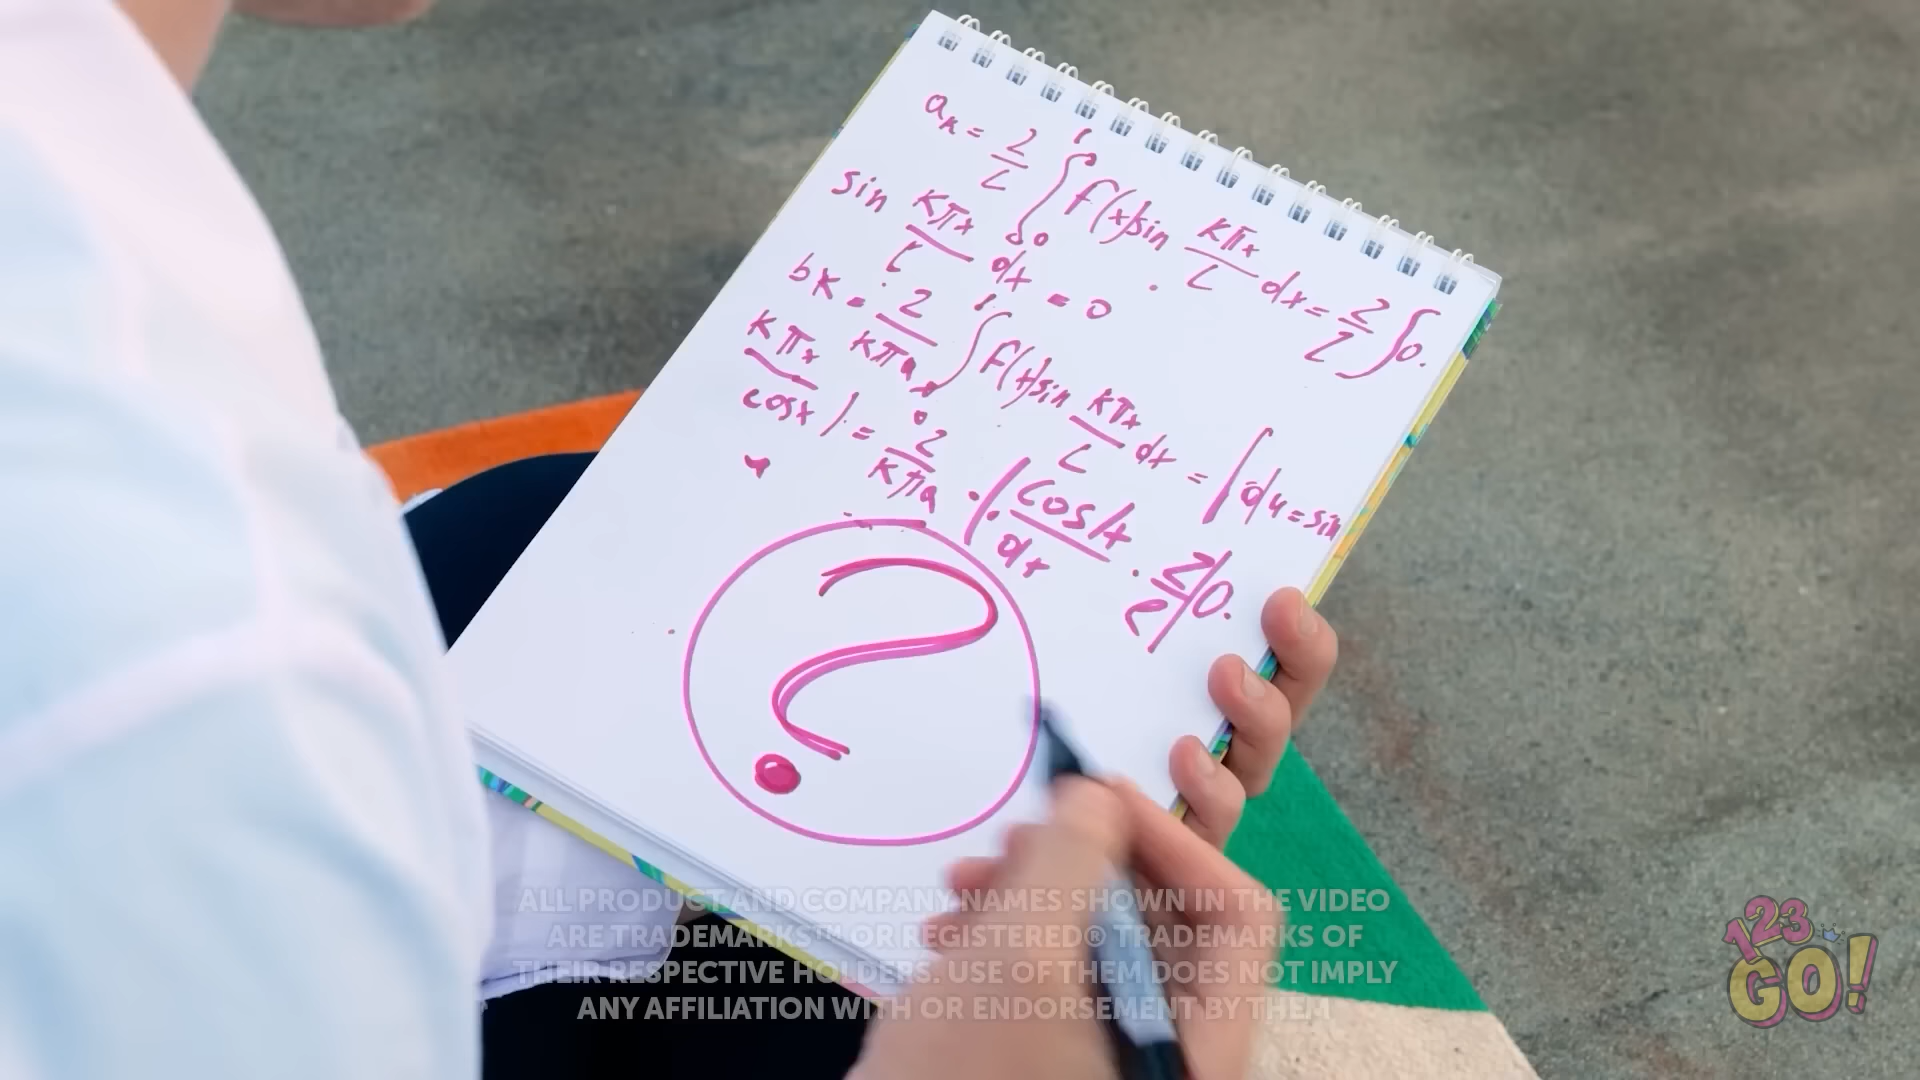 aₖ = 2/L ∫ f(x)sin kπx/L dx = 2/L ∫ 0.
sin kπx/L dx = 0
bₖ = 2/kπa ∫ f(x)sin kπx/L dx = ∫ du = sin
kπx
cosx | = 2/kπa · | cosx/dx · 2/e | 0.
?
ALL PRODUCT AND COMPANY NAMES SHOWN IN THE VIDEO
ARE TRADEMARKS™ OR REGISTERED® TRADEMARKS OF
THEIR RESPECTIVE HOLDERS. USE OF THEM DOES NOT IMPLY
ANY AFFILIATION WITH OR ENDORSEMENT BY THEM
123
GO!